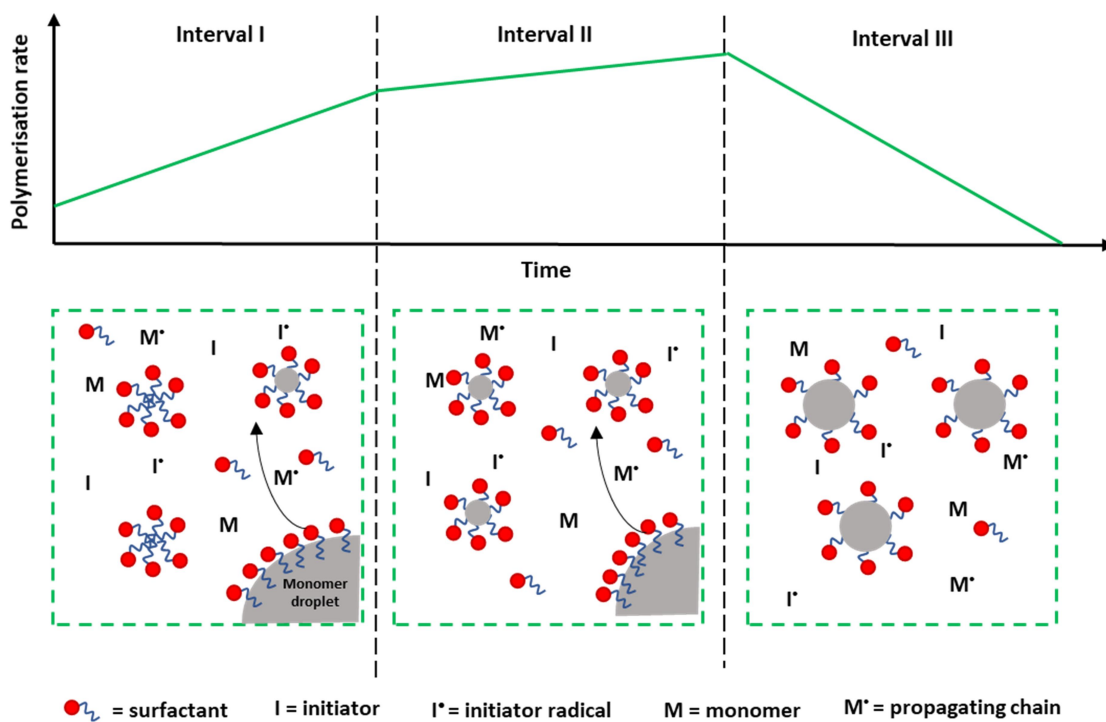 Polymerisation rate
Interval I
Interval II
Interval III
Time
M•
I
I•
M
I•
I
M•
M
Monomer
droplet
M•
I
I•
M
I•
I
M•
M
I
M
I•
I
M•
M
M•
I•
= surfactant
I = initiator
I• = initiator radical
M = monomer
M• = propagating chain